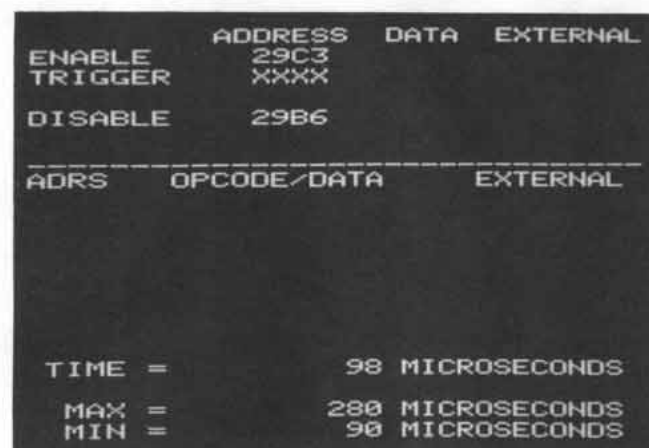 ADDRESS DATA EXTERNAL
ENABLE 29C3
TRIGGER XXXX
DISABLE 29B6
ADRS OPCODE/DATA EXTERNAL
TIME = 98 MICROSECONDS
MAX = 280 MICROSECONDS
MIN = 90 MICROSECONDS